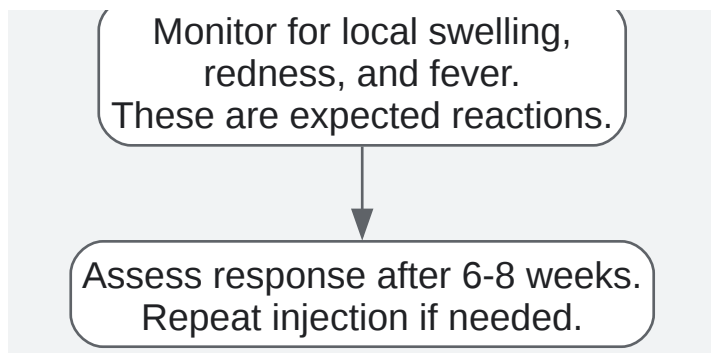 Monitor for local swelling,
redness, and fever.
These are expected reactions.
Assess response after 6-8 weeks.
Repeat injection if needed.